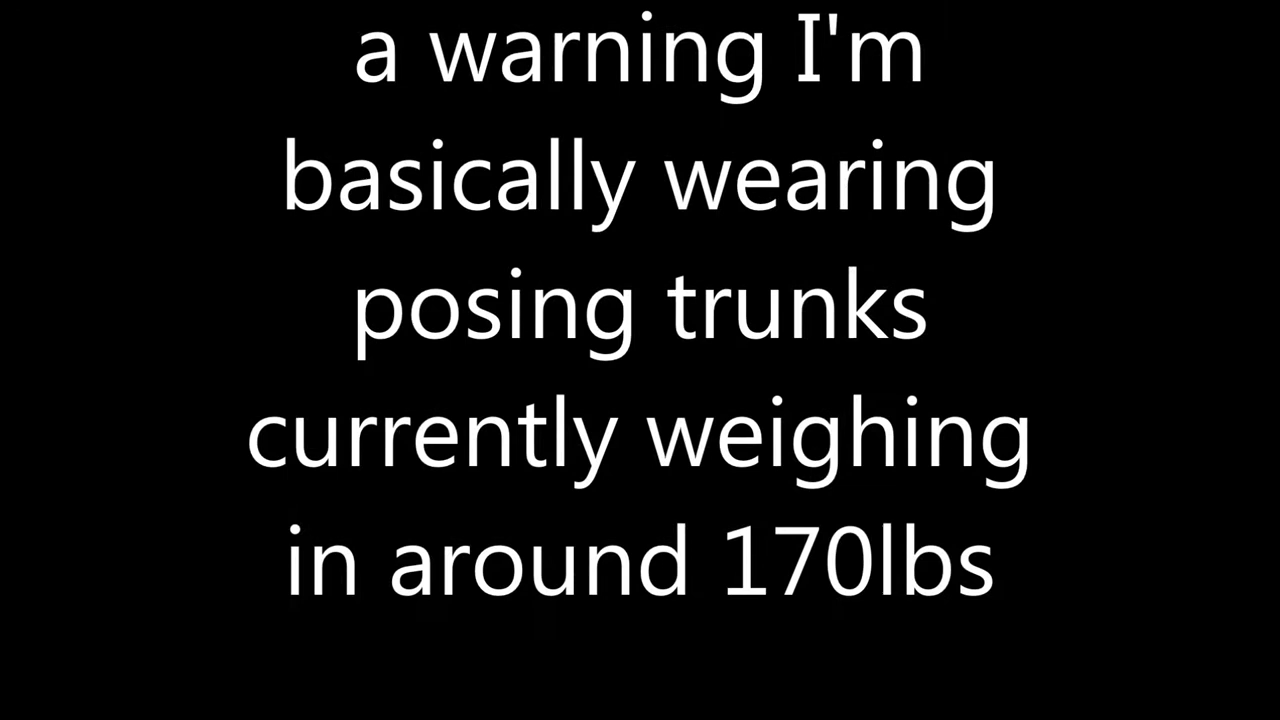 a warning I'm
basically wearing
posing trunks
currently weighing
in around 170lbs